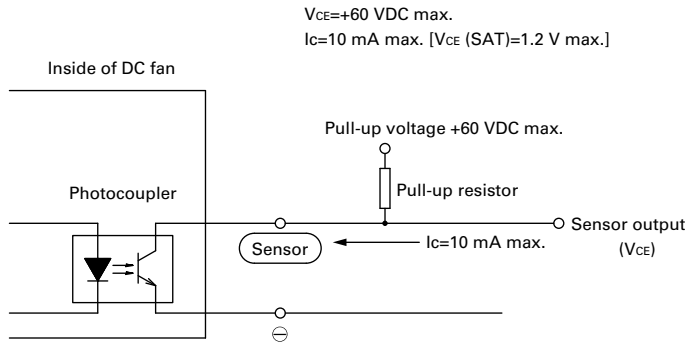 VCE=+60 VDC max.
Ic=10 mA max. [VCE (SAT)=1.2 V max.]
Inside of DC fan
Pull-up voltage +60 VDC max.
Photocoupler
Pull-up resistor
Sensor
Ic=10 mA max.
Sensor output
(VCE)
⊖